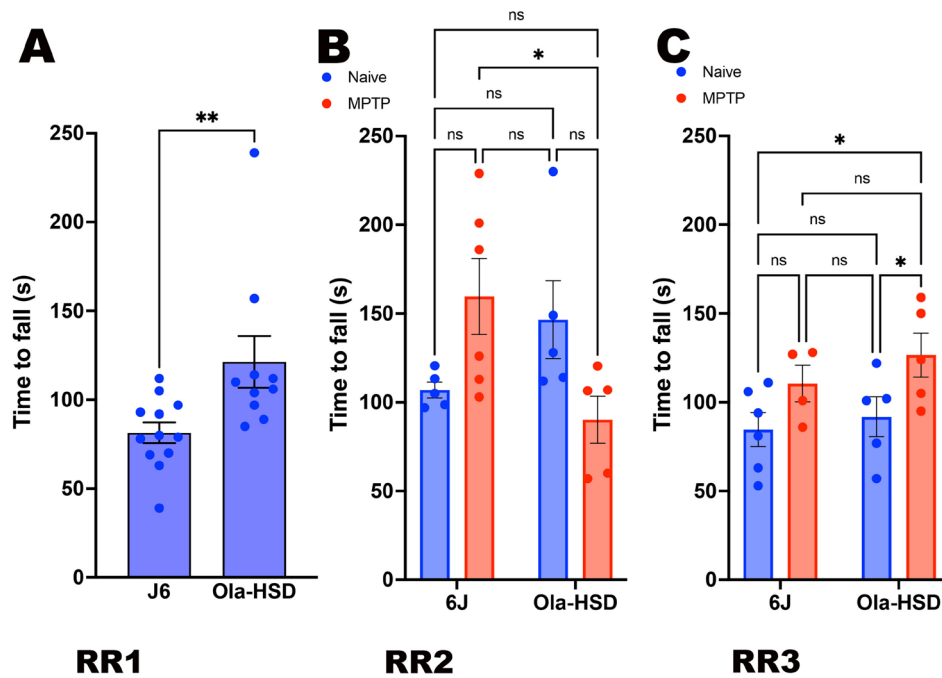 A
**
Time to fall (s)
250
200
150
100
50
0
J6 Ola-HSD
RR1
B
Naive
MPTP
ns
*
ns
ns ns ns
Time to fall (s)
250
200
150
100
50
0
6J Ola-HSD
RR2
C
Naive
MPTP
*
ns
ns
ns ns *
Time to fall (s)
250
200
150
100
50
0
6J Ola-HSD
RR3